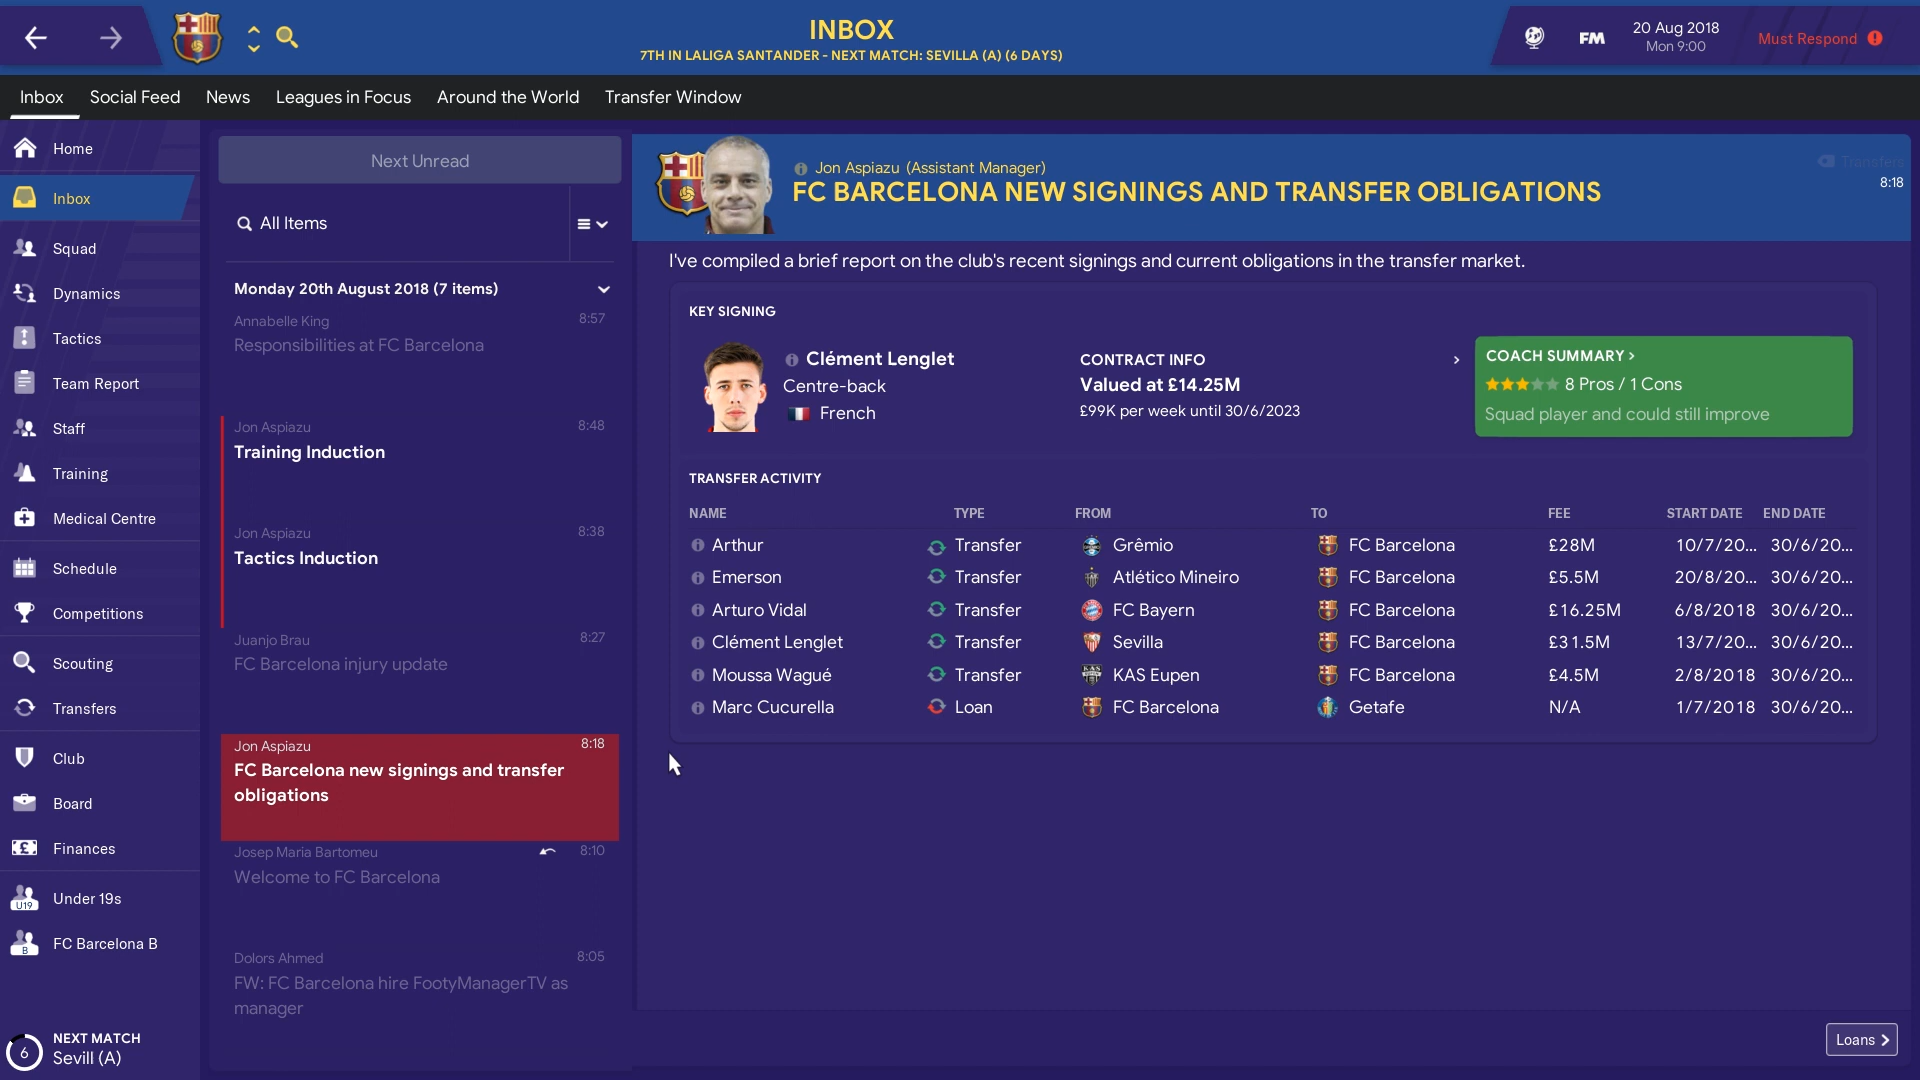 INBOX
7TH IN LALIGA SANTANDER - NEXT MATCH: SEVILLA (A) (6 DAYS)
FM
20 Aug 2018
Mon 9:00
Must Respond
Inbox Social Feed News Leagues in Focus Around the World Transfer Window
Home
Inbox
Squad
Dynamics
Tactics
Team Report
Staff
Training
Medical Centre
Schedule
Competitions
Scouting
Transfers
Club
Board
Finances
U19 Under 19s
B FC Barcelona B
6
NEXT MATCH
Sevill (A)
Next Unread
All Items
Monday 20th August 2018 (7 items)
Annabelle King 8:57
Responsibilities at FC Barcelona
Jon Aspiazu 8:48
Training Induction
Jon Aspiazu 8:38
Tactics Induction
Juanjo Brau 8:27
FC Barcelona injury update
Jon Aspiazu 8:18
FC Barcelona new signings and transfer
obligations
Josep Maria Bartomeu 8:10
Welcome to FC Barcelona
Dolors Ahmed 8:05
FW: FC Barcelona hire FootyManagerTV as
manager
Jon Aspiazu (Assistant Manager)
FC BARCELONA NEW SIGNINGS AND TRANSFER OBLIGATIONS
Transfers
8:18
I've compiled a brief report on the club's recent signings and current obligations in the transfer market.
KEY SIGNING
Clément Lenglet
Centre-back
French
CONTRACT INFO
Valued at £14.25M
£99K per week until 30/6/2023
COACH SUMMARY
8 Pros / 1 Cons
Squad player and could still improve
TRANSFER ACTIVITY
NAME TYPE FROM TO FEE START DATE END DATE
Arthur Transfer Grêmio FC Barcelona £28M 10/7/20... 30/6/20...
Emerson Transfer Atlético Mineiro FC Barcelona £5.5M 20/8/20... 30/6/20...
Arturo Vidal Transfer FC Bayern FC Barcelona £16.25M 6/8/2018 30/6/20...
Clément Lenglet Transfer Sevilla FC Barcelona £31.5M 13/7/20... 30/6/20...
Moussa Wagué Transfer KAS Eupen FC Barcelona £4.5M 2/8/2018 30/6/20...
Marc Cucurella Loan FC Barcelona Getafe N/A 1/7/2018 30/6/20...
Loans